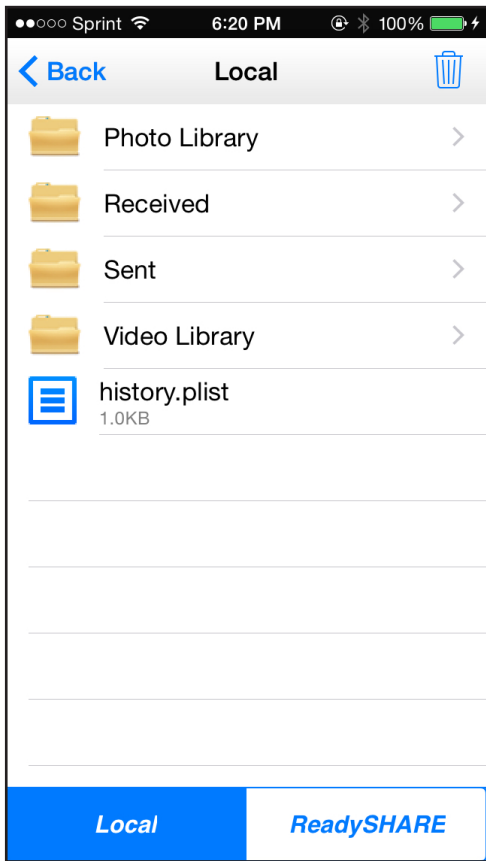 Sprint 6:20 PM 100%
Back Local
Photo Library
Received
Sent
Video Library
history.plist
1.0KB
Local ReadySHARE